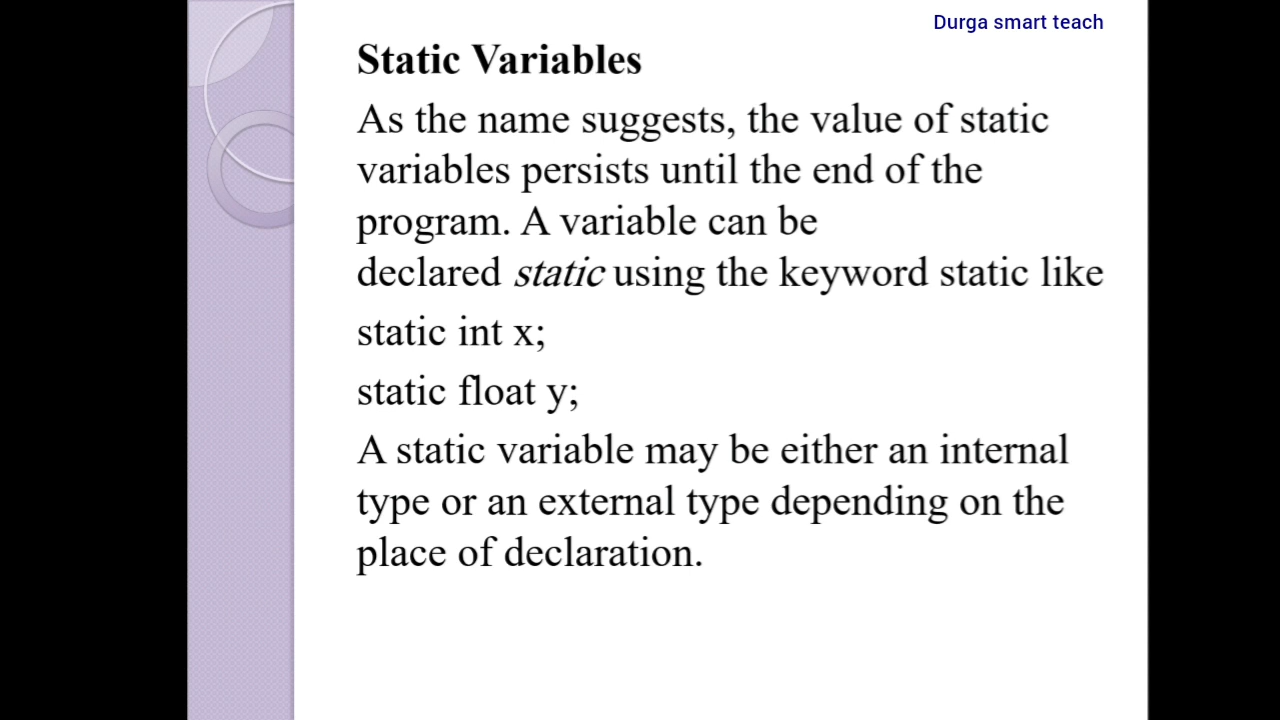 Durga smart teach
Static Variables
As the name suggests, the value of static
variables persists until the end of the
program. A variable can be
declared static using the keyword static like
static int x;
static float y;
A static variable may be either an internal
type or an external type depending on the
place of declaration.